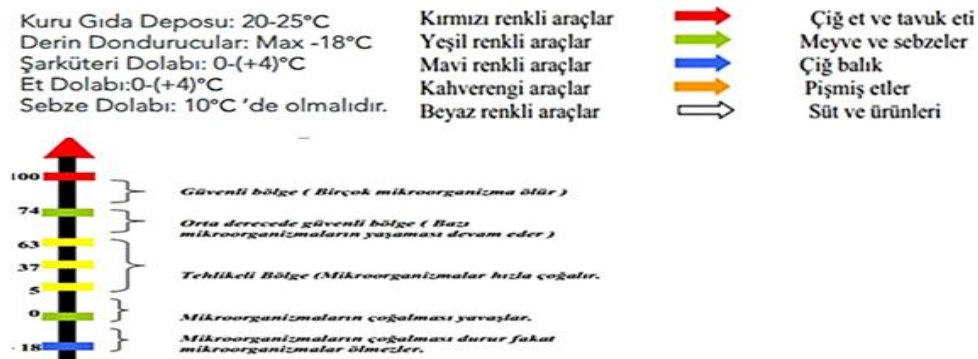 Kuru Gıda Deposu: 20-25°C
Derin Dondurucular: Max -18°C
Şarküteri Dolabı: 0-(+4)°C
Et Dolabı:0-(+4)°C
Sebze Dolabı: 10°C 'de olmalıdır.
Kırmızı renkli araçlar Çiğ et ve tavuk eti
Yeşil renkli araçlar Meyve ve sebzeler
Mavi renkli araçlar Çiğ balık
Kahverengi araçlar Pişmiş etler
Beyaz renkli araçlar Süt ve ürünleri
100
Güvenli bölge ( Birçok mikroorganizma ölür )
74
Orta derecede güvenli bölge ( Bazı
mikroorganizmaların yaşaması devam eder )
63
37
Tehlikeli Bölge (Mikroorganizmalar hızla çoğalır.
5
0
Mikroorganizmaların çoğalması yavaşlar.
- 18
Mikroorganizmaların çoğalması durur fakat
mikroorganizmalar ölmezler.